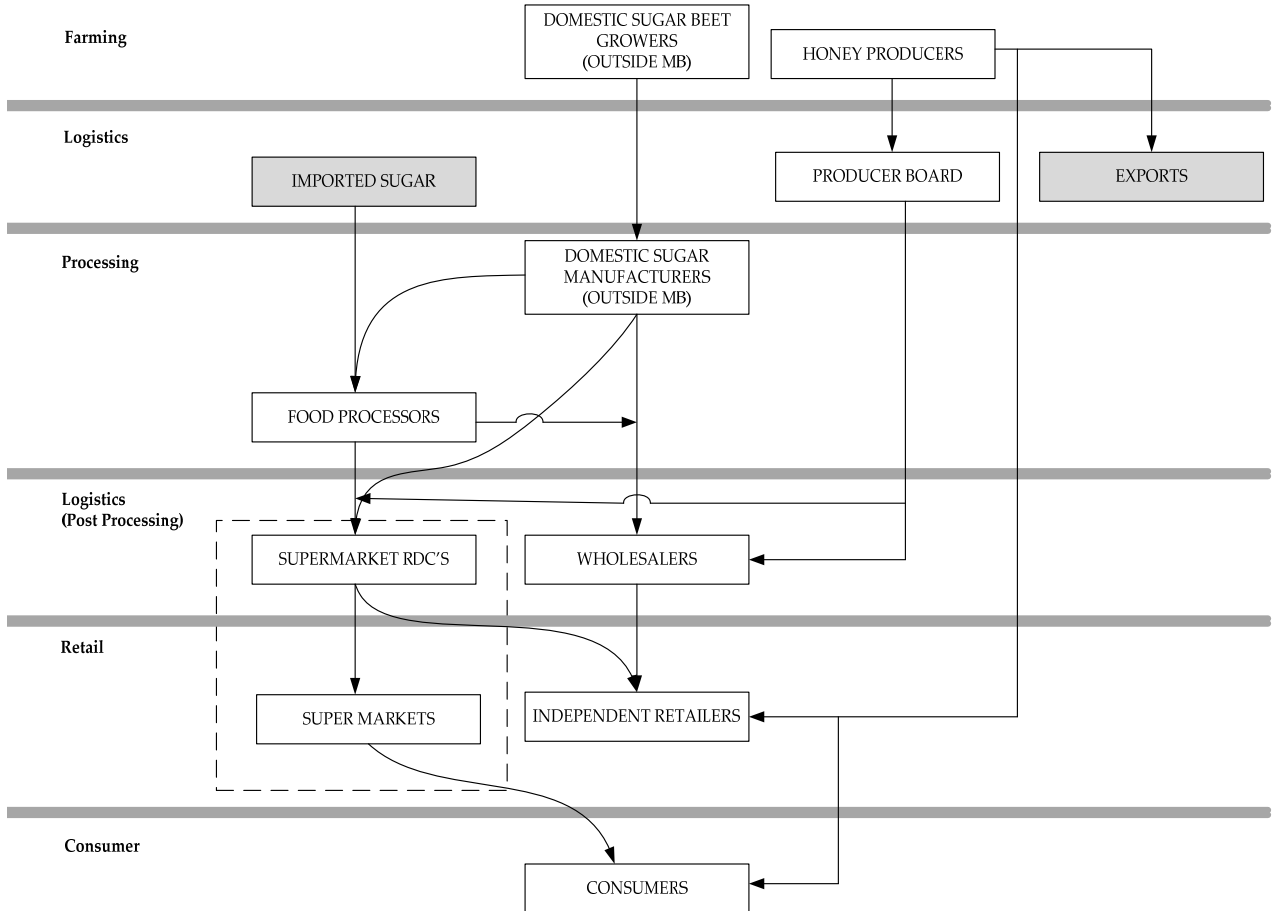 Farming
DOMESTIC SUGAR BEET
GROWERS
(OUTSIDE MB)
HONEY PRODUCERS
Logistics
IMPORTED SUGAR
PRODUCER BOARD
EXPORTS
Processing
DOMESTIC SUGAR
MANUFACTURERS
(OUTSIDE MB)
FOOD PROCESSORS
Logistics
(Post Processing)
SUPERMARKET RDC’S
WHOLESALERS
Retail
SUPER MARKETS
INDEPENDENT RETAILERS
Consumer
CONSUMERS